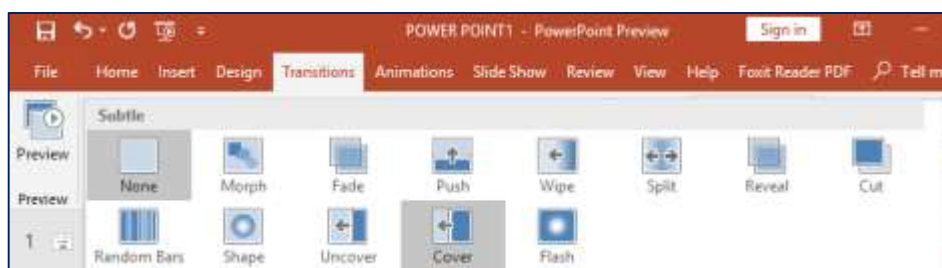 POWER POINT1 - PowerPoint Preview Sign in
File Home Insert Design Transitions Animations Slide Show Review View Help Foxit Reader PDF Tell m
Subtle
Preview None Morph Fade Push Wipe Split Reveal Cut
Preview
1 Random Bars Shape Uncover Cover Flash